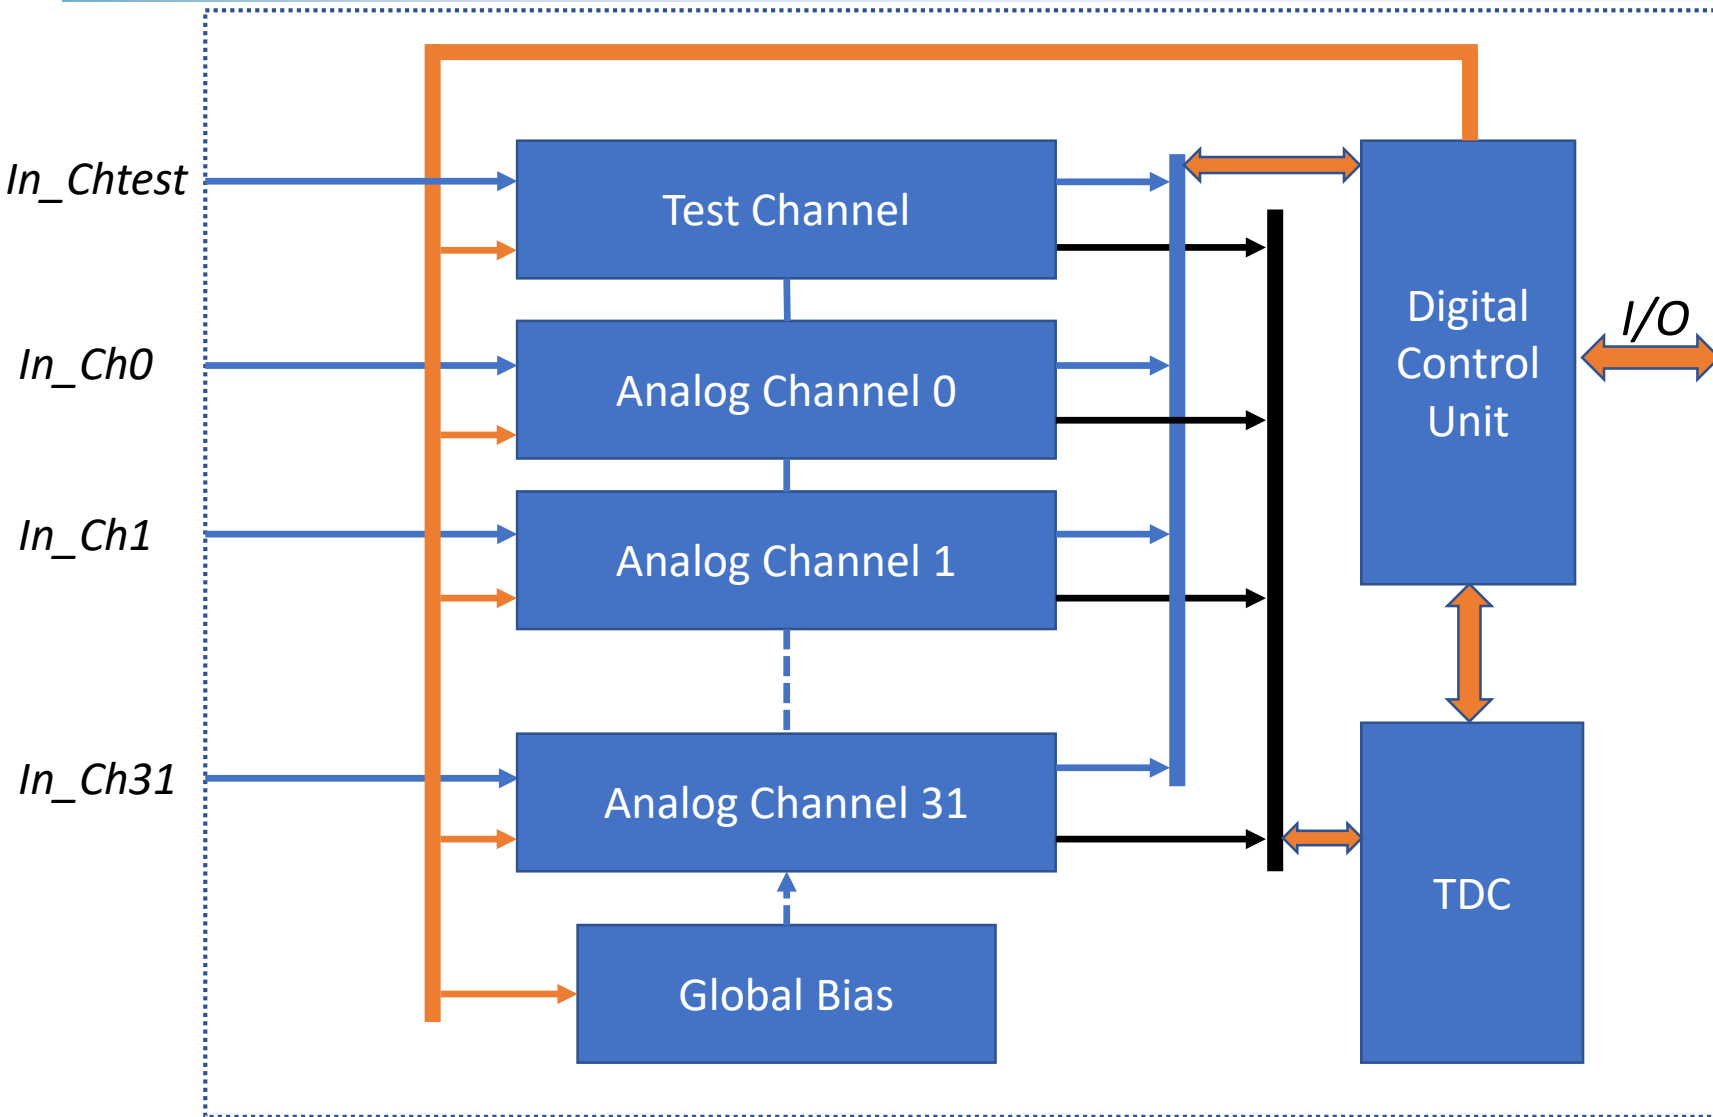 In_Chtest
Test Channel
In_Ch0
Analog Channel 0
In_Ch1
Analog Channel 1
In_Ch31
Analog Channel 31
Global Bias
Digital
Control
Unit
I/O
TDC